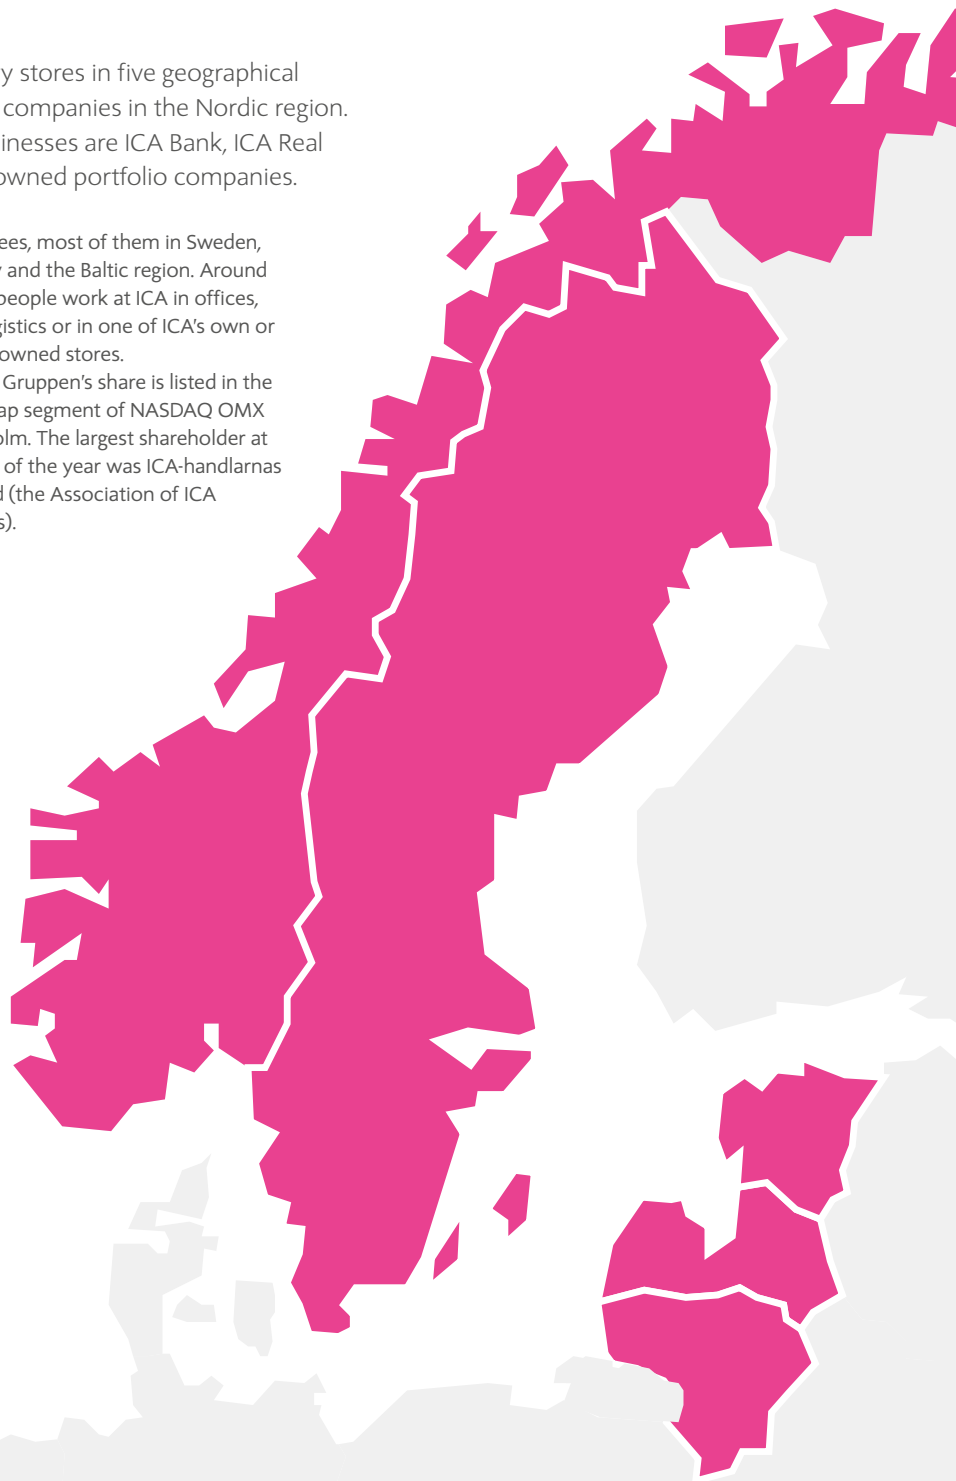 y stores in five geographical
companies in the Nordic region.
inesses are ICA Bank, ICA Real
owned portfolio companies.
ees, most of them in Sweden,
and the Baltic region. Around
people work at ICA in offices,
gistics or in one of ICA's own or
owned stores.
Gruppen's share is listed in the
ap segment of NASDAQ OMX
olm. The largest shareholder at
of the year was ICA-handlarnas
d (the Association of ICA
s).